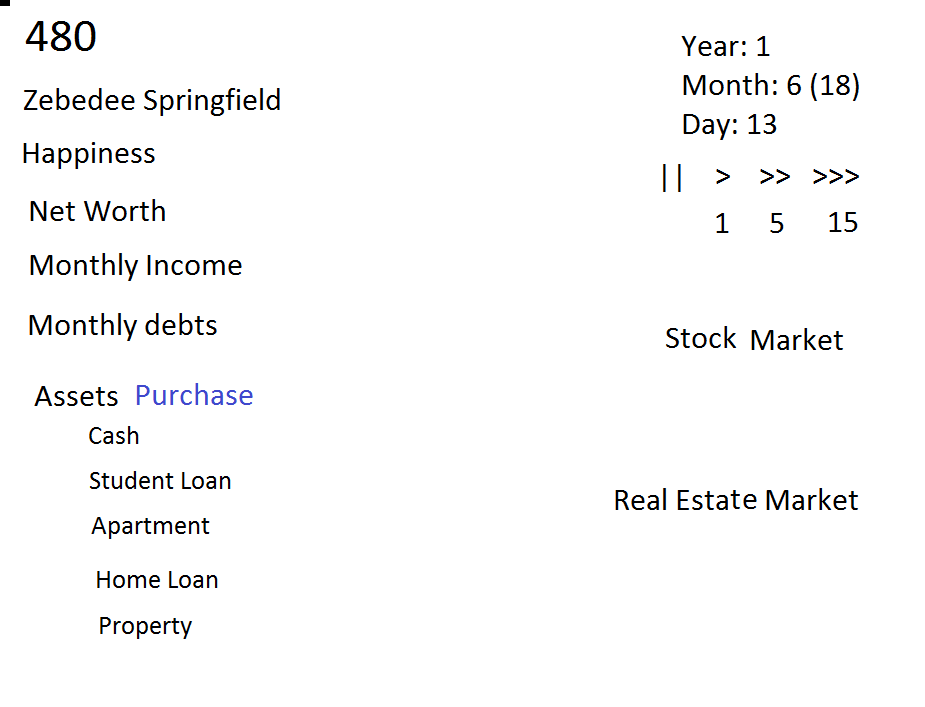 480
Zebedee Springfield
Happiness
Net Worth
Monthly Income
Monthly debts
Assets Purchase
Cash
Student Loan
Apartment
Home Loan
Property
Year: 1
Month: 6 (18)
Day: 13
|| > >> >>>
1 5 15
Stock Market
Real Estate Market